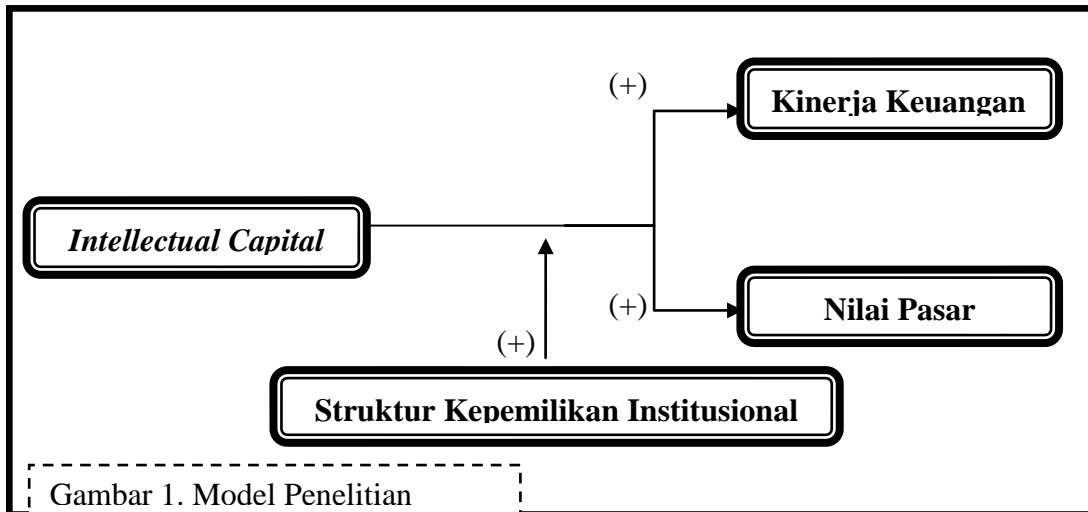 (+)
Kinerja Keuangan
Intellectual Capital
(+)
Nilai Pasar
(+)
Struktur Kepemilikan Institusional
Gambar 1. Model Penelitian